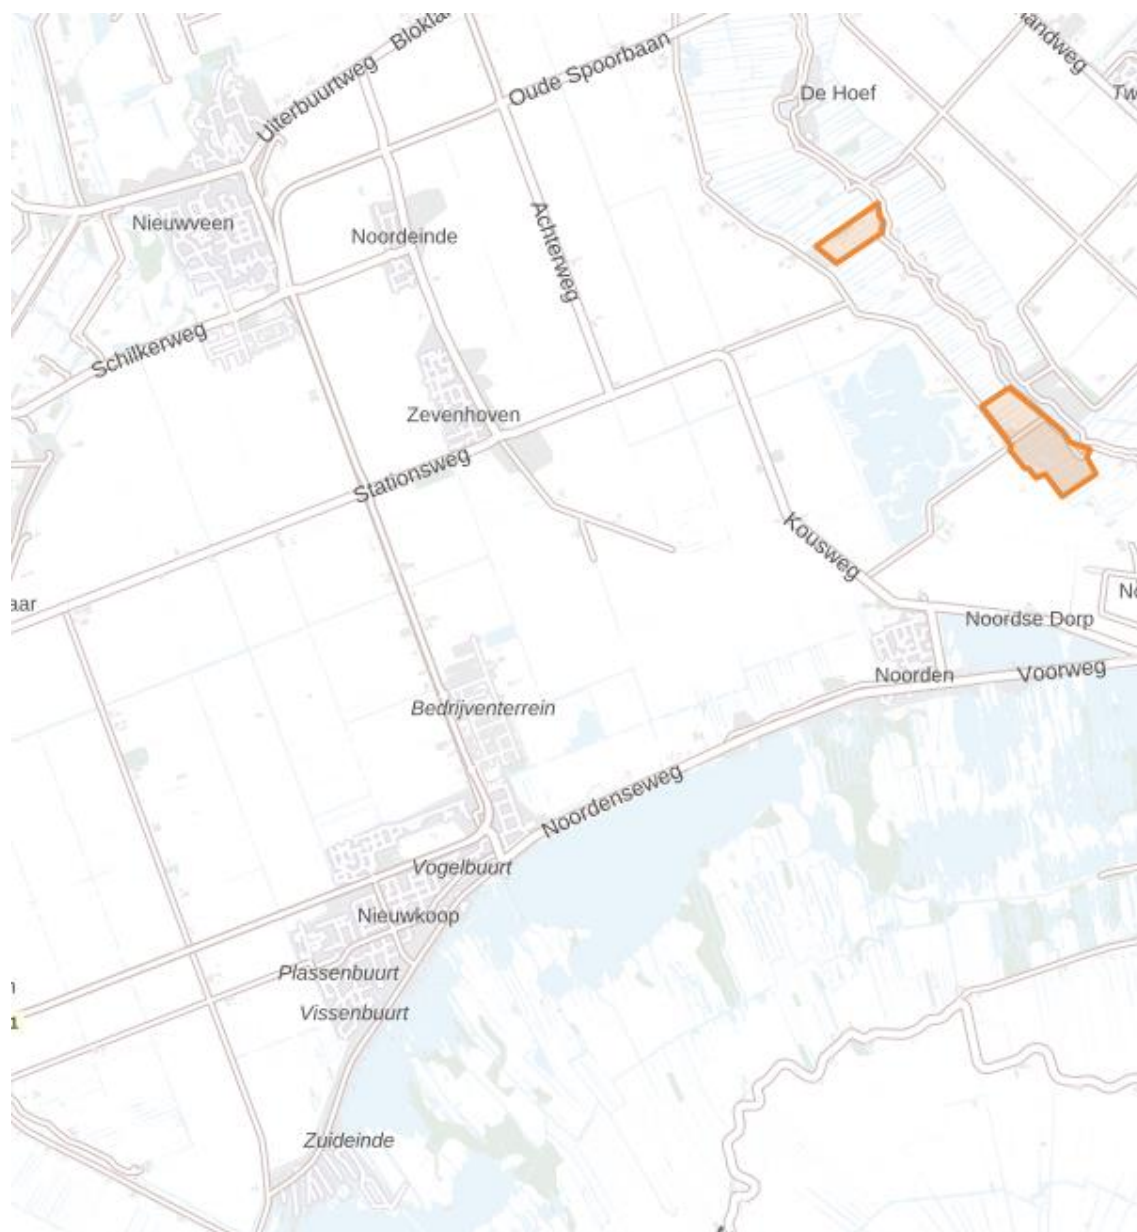 Uiterbuurtweg
Oude Spoorbaan
De Hoef
Nieuwveen
Noordeinde
Achterweg
Schilkerweg
Zevenhoven
Stationsweg
Kousweg
aar
Noordse Dorp
Noorden
Voorweg
Bedrijventerrein
Noordenseweg
Vogelbuurt
Nieuwkoop
Plassenbuurt
Vissenbuurt
Zuideinde